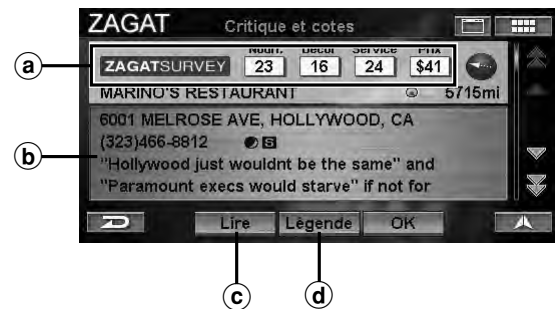 ZAGAT Critique et cotes
Nourr. Décor Service Prix
a ZAGATSURVEY 23 16 24 $41
MARINO'S RESTAURANT 5715mi
6001 MELROSE AVE, HOLLYWOOD, CA
(323)466-8812 S
b "Hollywood just wouldnt be the same" and
"Paramount execs would starve" if not for
Lire Lègende OK
c d